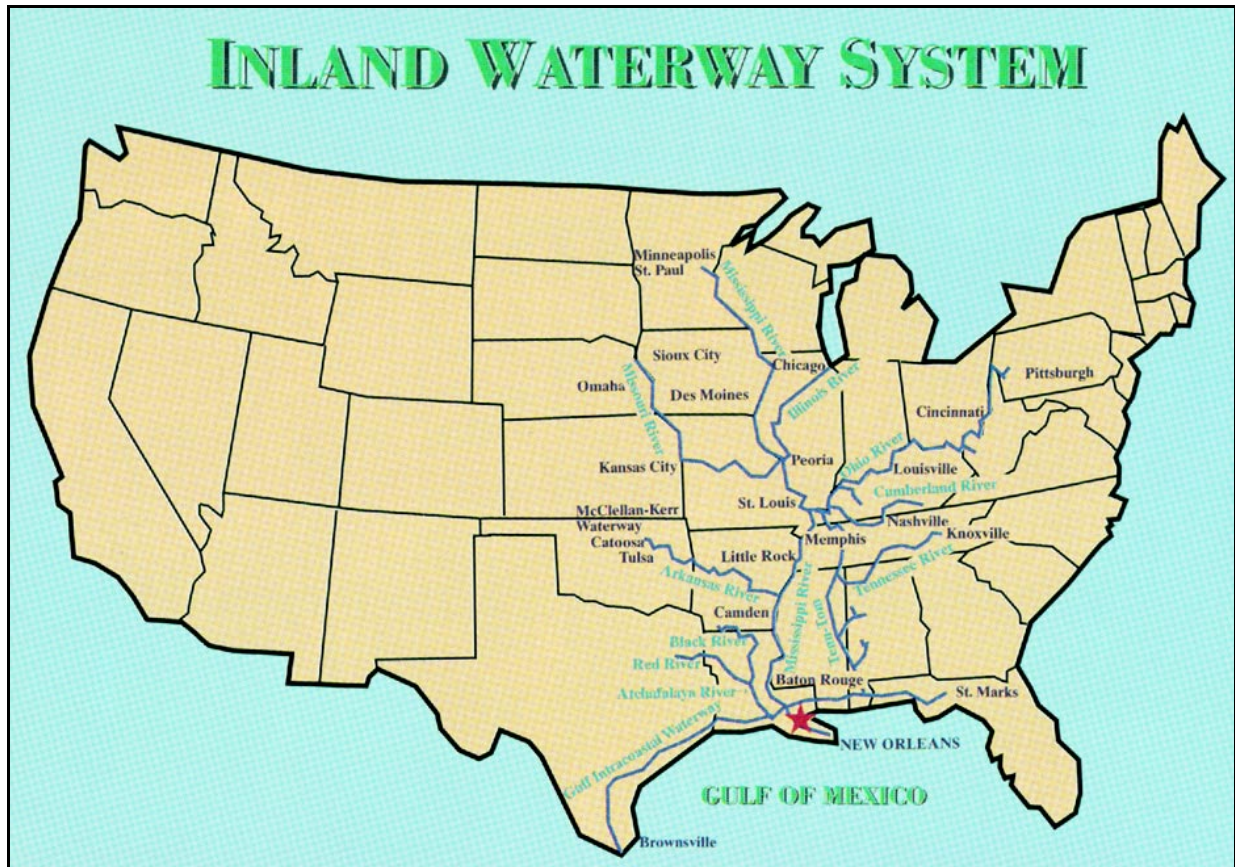 INLAND WATERWAY SYSTEM
Minneapolis
St. Paul
Mississippi River
Sioux City
Chicago
Omaha
Missouri River
Des Moines
Illinois River
Pittsburgh
Cincinnati
Kansas City
Peoria
Ohio River
Louisville
Cumberland River
St. Louis
McClellan-Kerr
Waterway
Nashville
Catoosa
Tulsa
Memphis
Knoxville
Little Rock
Arkansas River
Tennessee River
Camden
Mississippi River
Tenn-Tom
Black River
Red River
Baton Rouge
Atchafalaya River
St. Marks
Gulf Intracoastal Waterway
NEW ORLEANS
GULF OF MEXICO
Brownsville